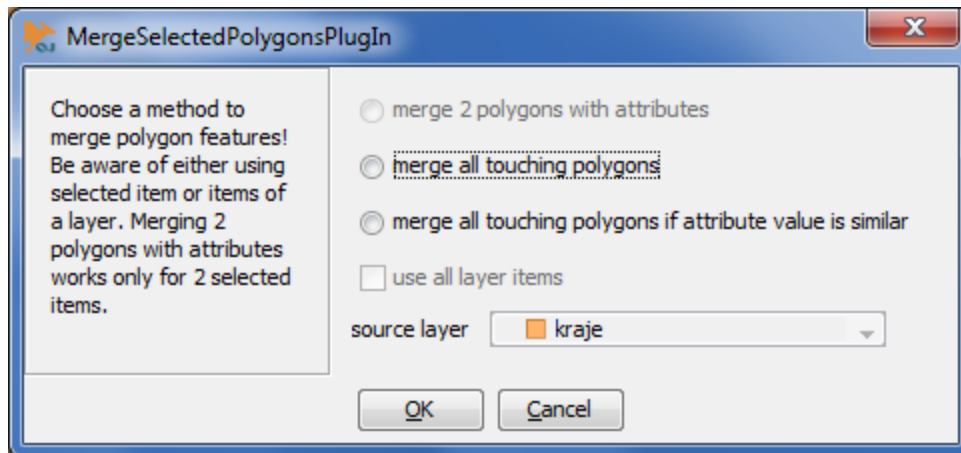 MergeSelectedPolygonsPlugIn
Choose a method to
merge polygon features!
Be aware of either using
selected item or items of
a layer. Merging 2
polygons with attributes
works only for 2 selected
items.
merge 2 polygons with attributes
merge all touching polygons
merge all touching polygons if attribute value is similar
use all layer items
source layer kraje
OK Cancel